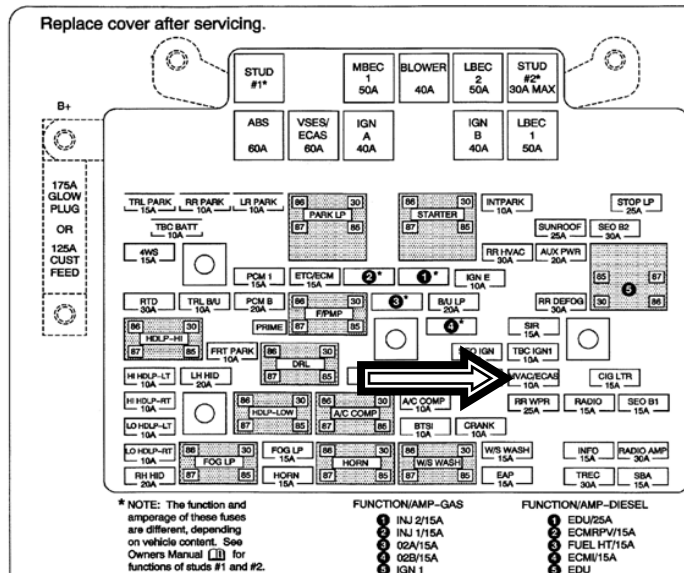 Replace cover after servicing.
STUD #1*
MBEC 1 50A
BLOWER 40A
LBEC 2 50A
STUD #2* 30A MAX
B+
ABS 60A
VSES/ECAS 60A
IGN A 40A
IGN B 40A
LBEC 1 50A
175A GLOW PLUG OR 125A CUST FEED
TRL PARK 15A
RR PARK 10A
LR PARK 10A
86 30 PARK LP 87 85
86 30 STARTER 87 85
INTPARK 10A
STOP LP 25A
TBC BATT 10A
SUNROOF 25A
SEO B2 30A
4WS 15A
RR HVAC 30A
AUX PWR 20A
85 87 5 30 86
PCM 1 15A
ETC/ECM 15A
2*
1*
IGN E 10A
RTD 30A
TRL B/U 10A
PCM B 20A
86 30 F/PMP 87 85
3*
B/U LP 20A
RR DEFOG 30A
86 30 HDLP-HI 87 85
PRIME
4*
SIR 15A
FRT PARK 10A
86 30 DRL 87 85
IGN
TBC IGN1 10A
HI HDLP-LT 10A
LH HID 20A
HVAC/ECAS 10A
CIG LTR 15A
HI HDLP-RT 10A
86 30 HDLP-LOW 87 85
86 30 A/C COMP 87 85
A/C COMP 10A
RR WPR 25A
RADIO 15A
SEO B1 15A
LO HDLP-LT 10A
BTSI 10A
CRANK 10A
LO HDLP-RT 10A
86 30 FOG LP 87 85
FOG LP 15A
86 30 HORN 87 85
86 30 W/S WASH 87 85
W/S WASH 15A
INFO 15A
RADIO AMP 30A
RH HID 20A
HORN 15A
EAP 15A
TREC 30A
SBA 15A
* NOTE: The function and
amperage of these fuses
are different, depending
on vehicle content. See
Owners Manual for
functions of studs #1 and #2.
FUNCTION/AMP-GAS
1 INJ 2/15A
2 INJ 1/15A
3 02A/15A
4 02B/15A
5 IGN 1
FUNCTION/AMP-DIESEL
1 EDU/25A
2 ECMRPV/15A
3 FUEL HT/15A
4 ECMI/15A
5 EDU